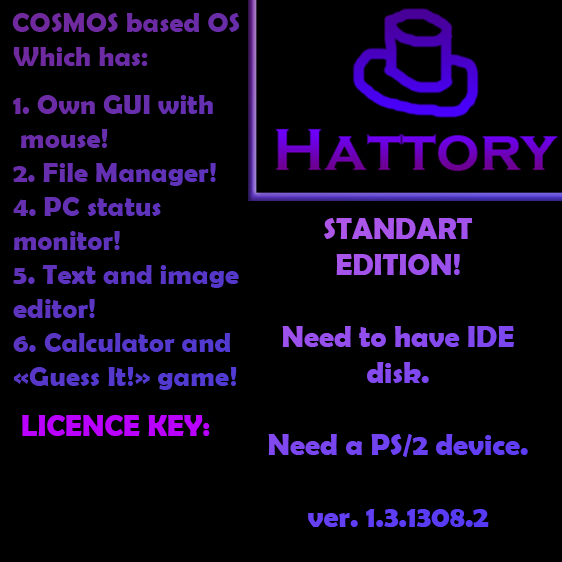 COSMOS based OS
Which has:
1. Own GUI with
mouse!
2. File Manager!
4. PC status
monitor!
5. Text and image
editor!
6. Calculator and
«Guess It!» game!
LICENCE KEY:
HATTORY
STANDART
EDITION!
Need to have IDE
disk.
Need a PS/2 device.
ver. 1.3.1308.2